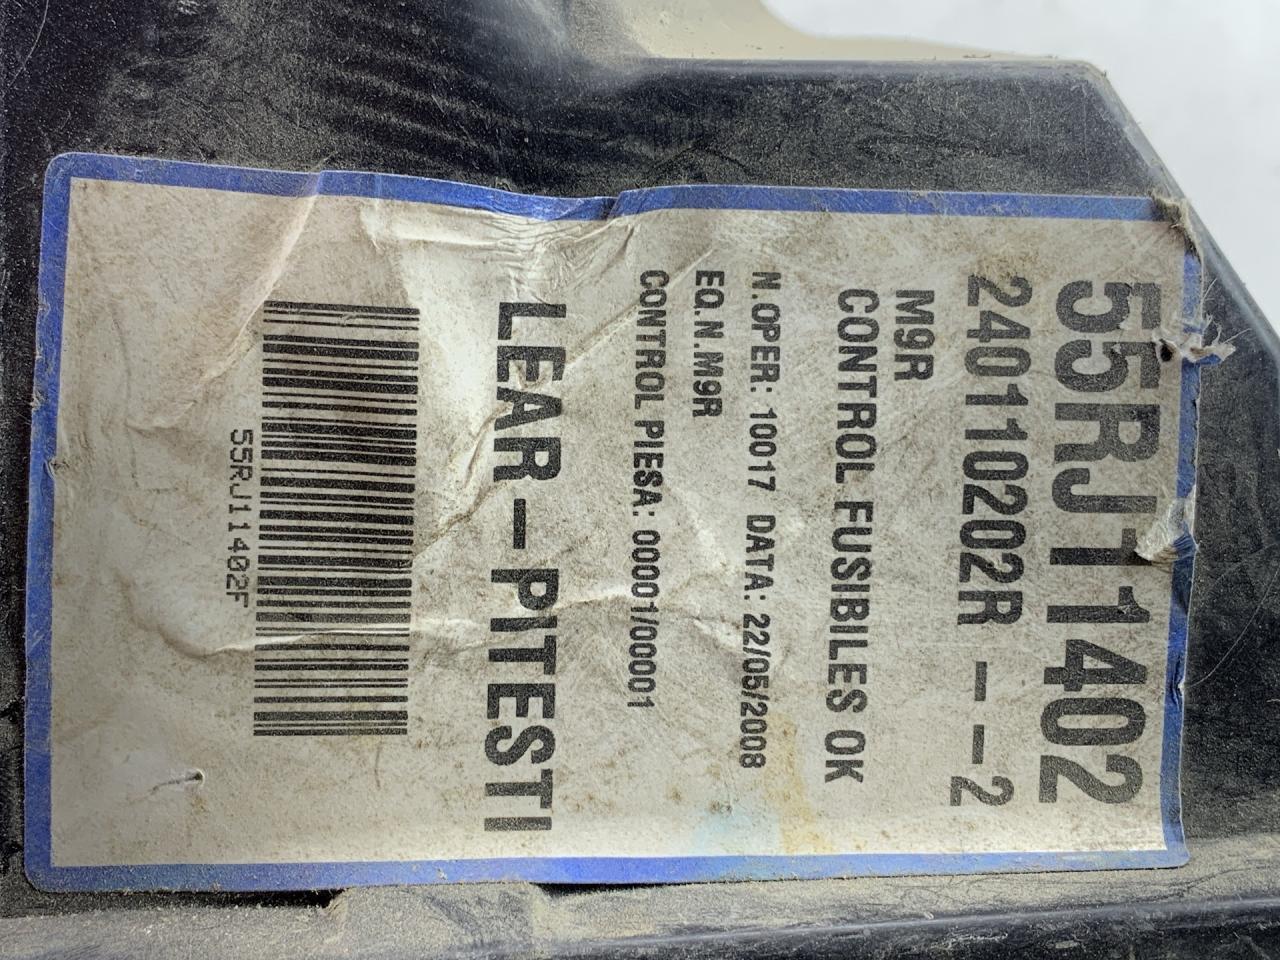 55RJ11402
240110202R --2
M9R
CONTROL FUSIBILES OK
N.OPER: 10017 DATA: 22/05/2008
EQ.N.M9R
CONTROL PIESA: 00001/00001
LEAR-PITESTI
55RJ11402F